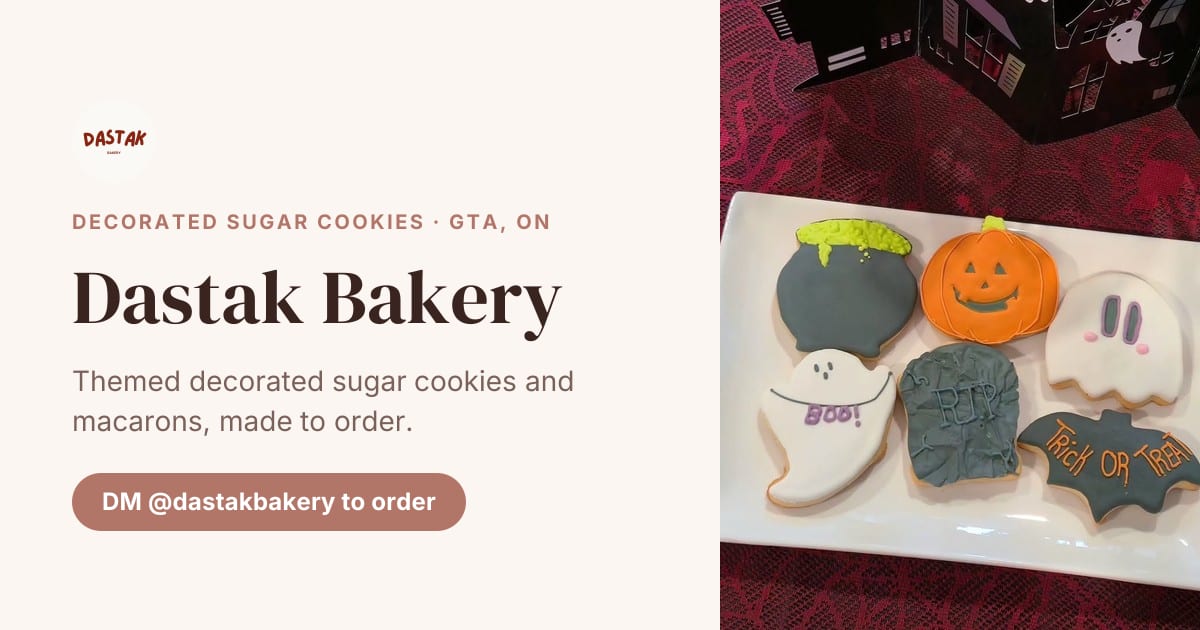 DASTAK
BAKERY
DECORATED SUGAR COOKIES · GTA, ON
Dastak Bakery
Themed decorated sugar cookies and
macarons, made to order.
DM @dastakbakery to order
BOO!
RIP
TRICK OR TREAT